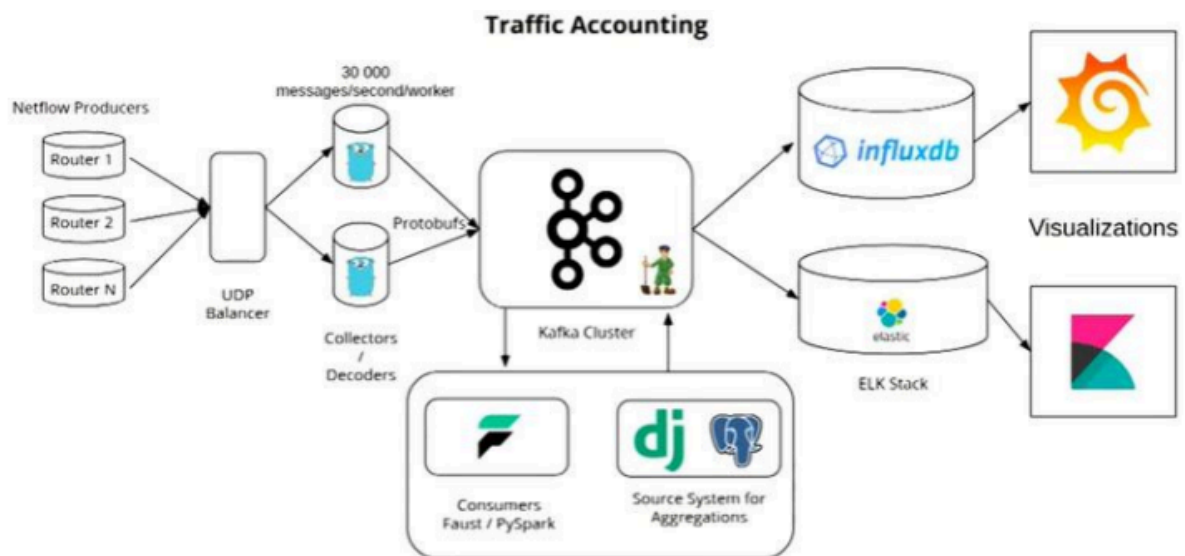 Traffic Accounting
30 000
messages/second/worker
Netflow Producers
Router 1
Router 2
Router N
UDP
Balancer
Collectors
/
Decoders
Protobufs
Kafka Cluster
Consumers
Faust / PySpark
dj
Source System for
Aggregations
influxdb
elastic
ELK Stack
Visualizations